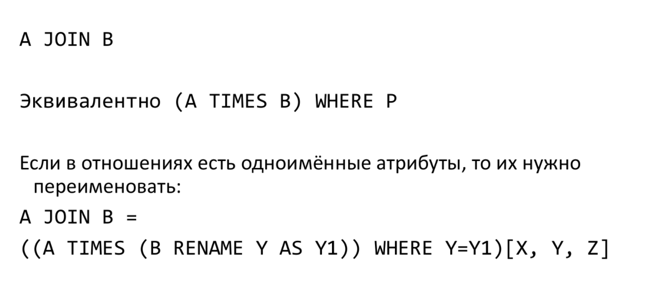 A JOIN B
Эквивалентно (A TIMES B) WHERE P
Если в отношениях есть одноимённые атрибуты, то их нужно
переименовать:
A JOIN B =
((A TIMES (B RENAME Y AS Y1)) WHERE Y=Y1)[X, Y, Z]